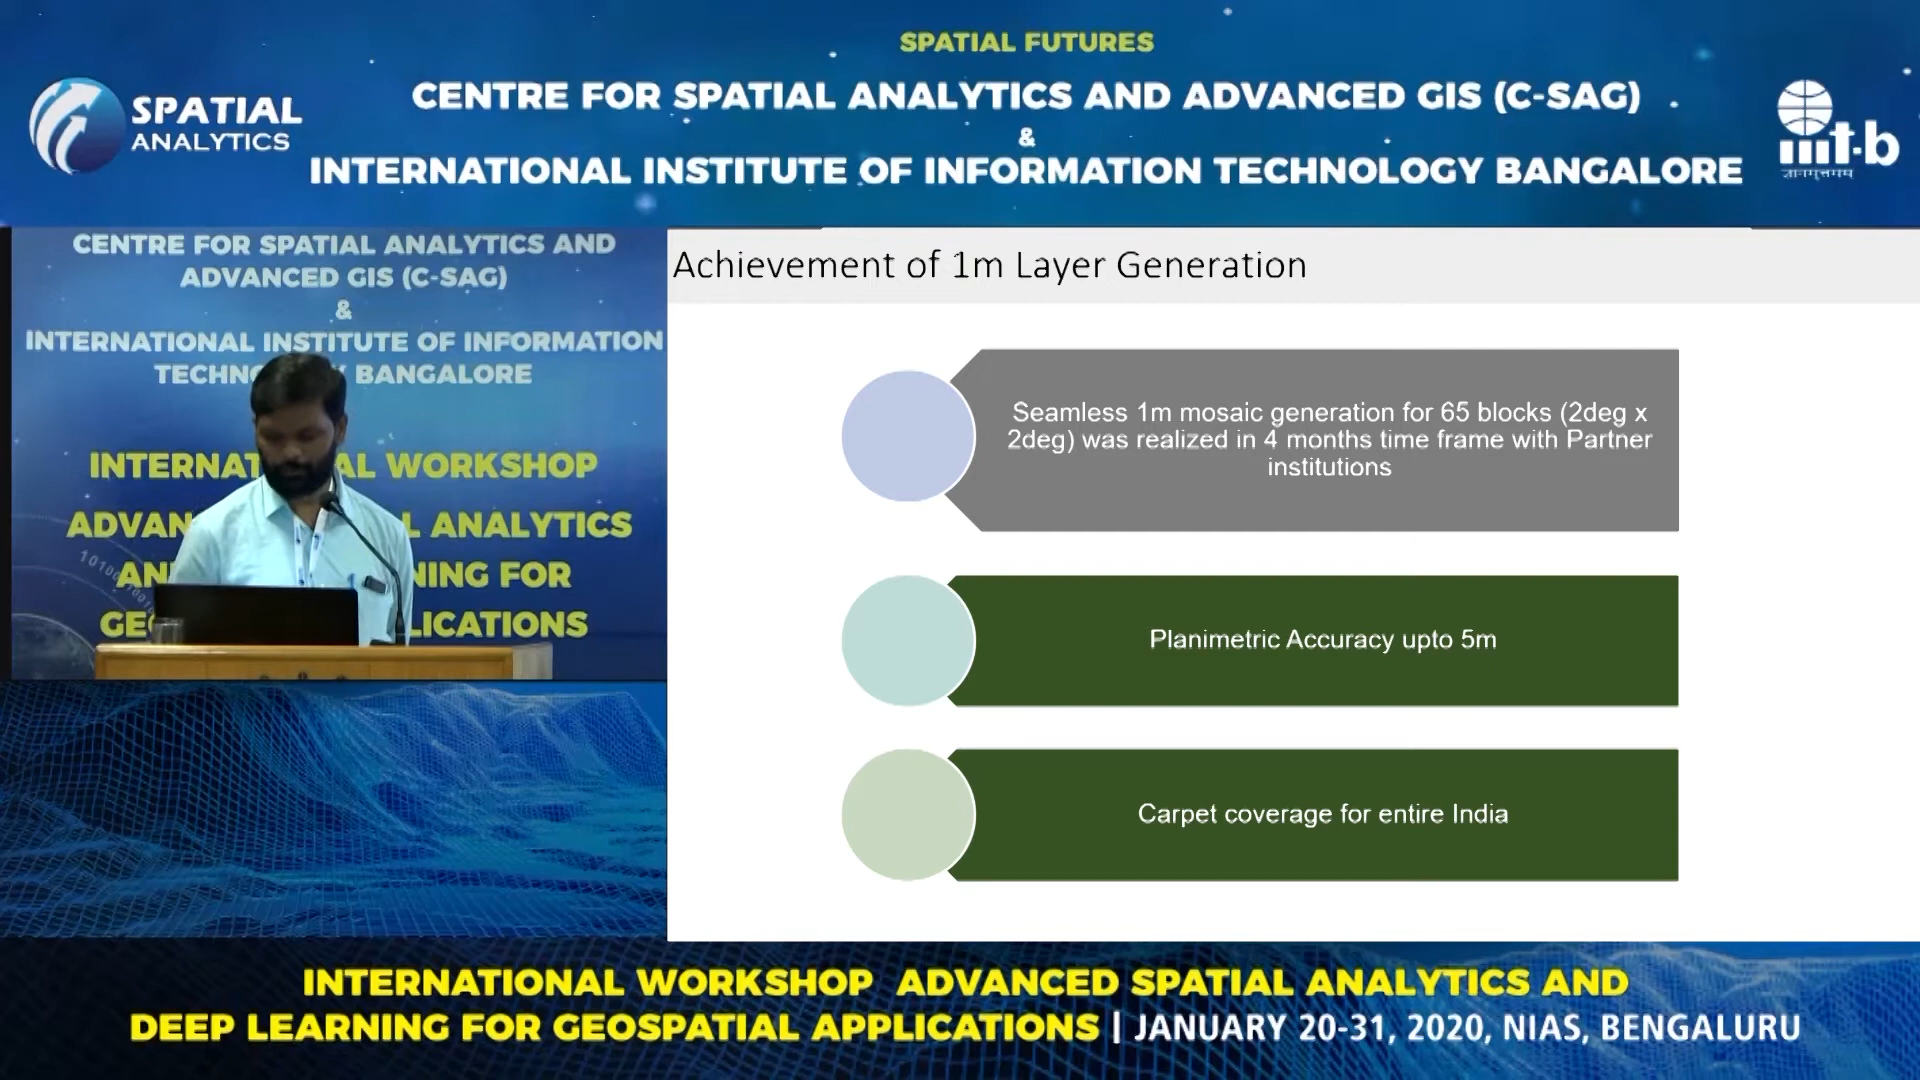 SPATIAL FUTURES
CENTRE FOR SPATIAL ANALYTICS AND ADVANCED GIS (C-SAG)
&
INTERNATIONAL INSTITUTE OF INFORMATION TECHNOLOGY BANGALORE
SPATIAL
ANALYTICS
iiit-b
ज्ञानमुत्तमम्
CENTRE FOR SPATIAL ANALYTICS AND
ADVANCED GIS (C-SAG)
&
INTERNATIONAL INSTITUTE OF INFORMATION
BANGALORE
WORKSHOP
ANALYTICS
FOR
Achievement of 1m Layer Generation
Seamless 1m mosaic generation for 65 blocks (2deg x
2deg) was realized in 4 months time frame with Partner
institutions
Planimetric Accuracy upto 5m
Carpet coverage for entire India
INTERNATIONAL WORKSHOP ADVANCED SPATIAL ANALYTICS AND
DEEP LEARNING FOR GEOSPATIAL APPLICATIONS | JANUARY 20-31, 2020, NIAS, BENGALURU